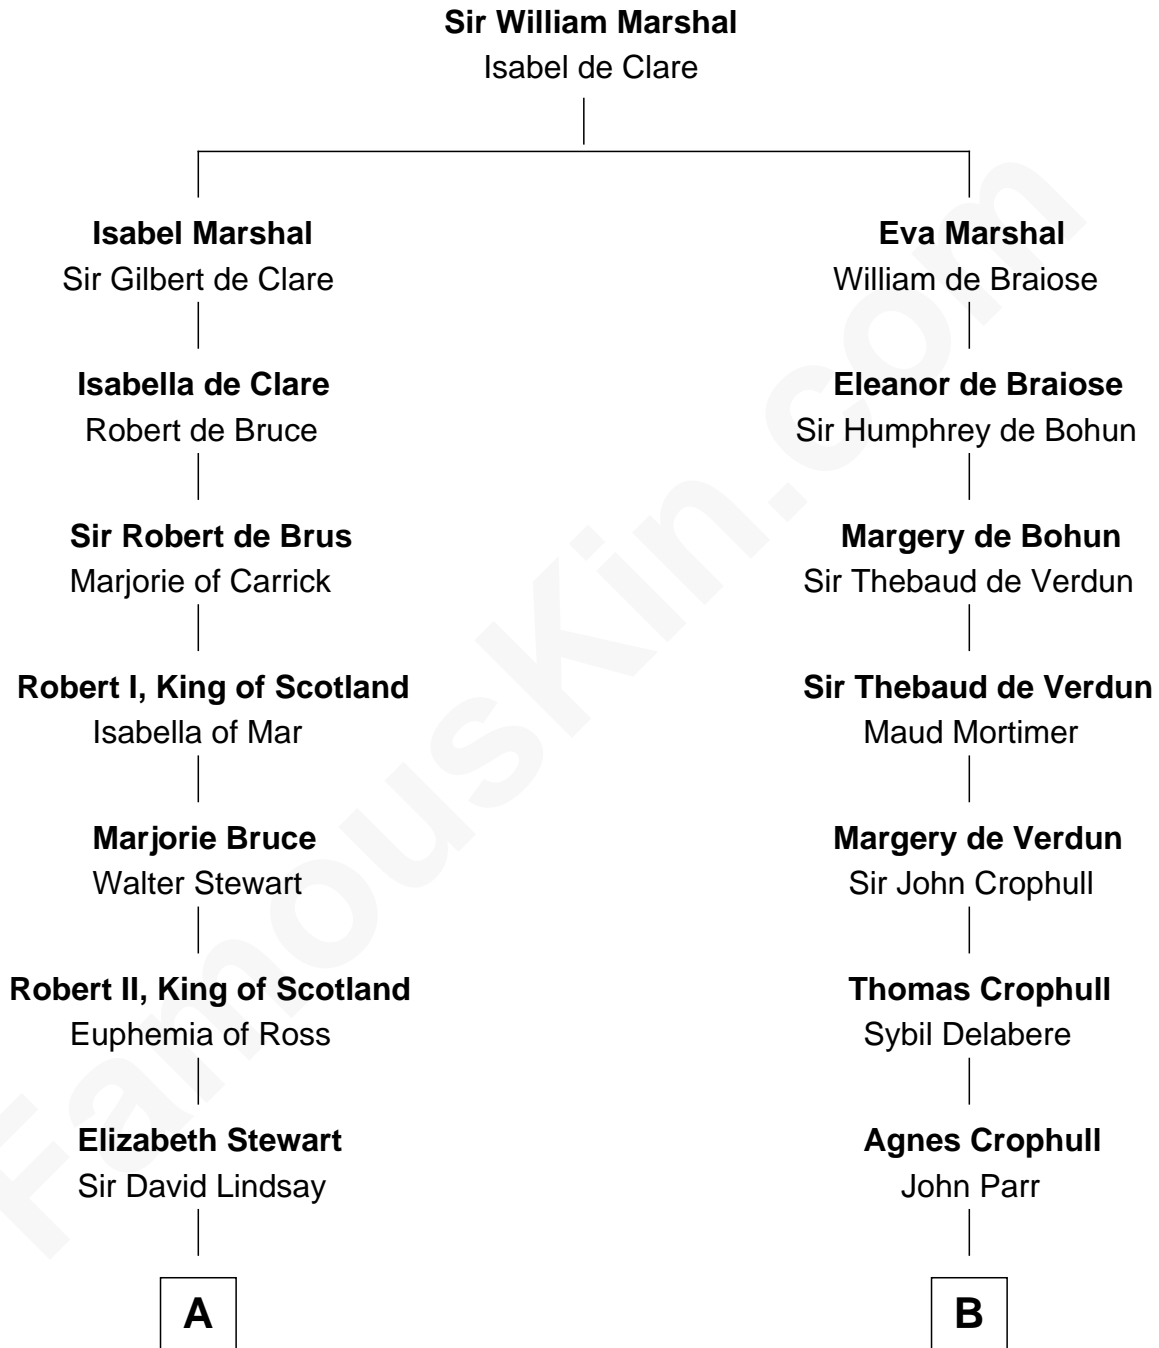 Sir William Marshal
Isabel de Clare
Isabel Marshal
Sir Gilbert de Clare
Isabella de Clare
Robert de Bruce
Sir Robert de Brus
Marjorie of Carrick
Robert I, King of Scotland
Isabella of Mar
Marjorie Bruce
Walter Stewart
Robert II, King of Scotland
Euphemia of Ross
Elizabeth Stewart
Sir David Lindsay
A
Eva Marshal
William de Braiose
Eleanor de Braiose
Sir Humphrey de Bohun
Margery de Bohun
Sir Thebaud de Verdun
Sir Thebaud de Verdun
Maud Mortimer
Margery de Verdun
Sir John Crophull
Thomas Crophull
Sybil Delabere
Agnes Crophull
John Parr
B
FamousKin.com